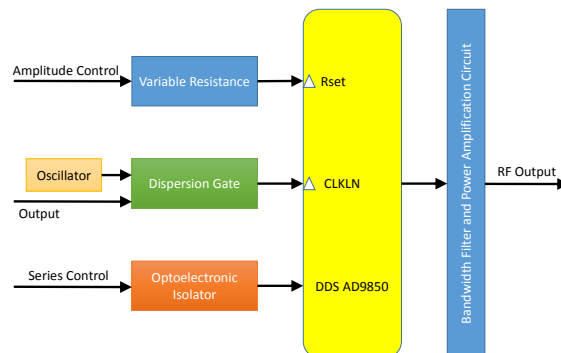 Amplitude Control
Variable Resistance
Rset
Oscillator
Dispersion Gate
CLKLN
Output
Series Control
Optoelectronic
Isolator
DDS AD9850
Bandwidth Filter and Power Amplification Circuit
RF Output